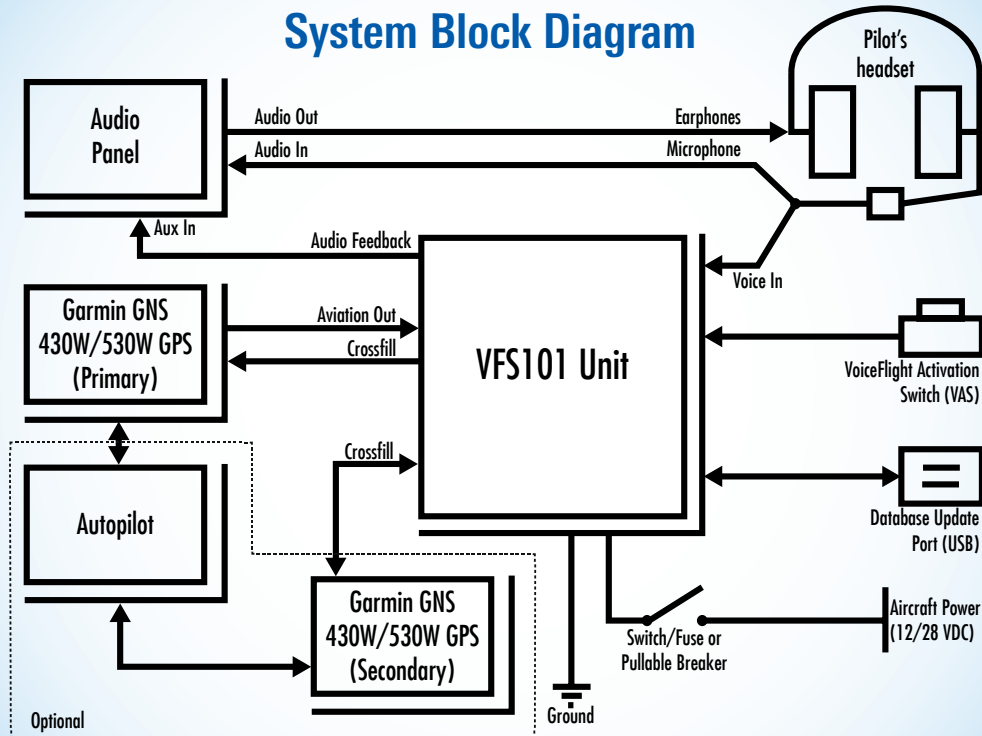 System Block Diagram
Pilot's
headset
Audio
Panel
Audio Out
Earphones
Audio In
Microphone
Aux In
Audio Feedback
Voice In
Garmin GNS
430W/530W GPS
(Primary)
Aviation Out
Crossfill
VFS101 Unit
VoiceFlight Activation
Switch (VAS)
Crossfill
Autopilot
Database Update
Port (USB)
Garmin GNS
430W/530W GPS
(Secondary)
Switch/Fuse or
Pullable Breaker
Aircraft Power
(12/28 VDC)
Ground
Optional